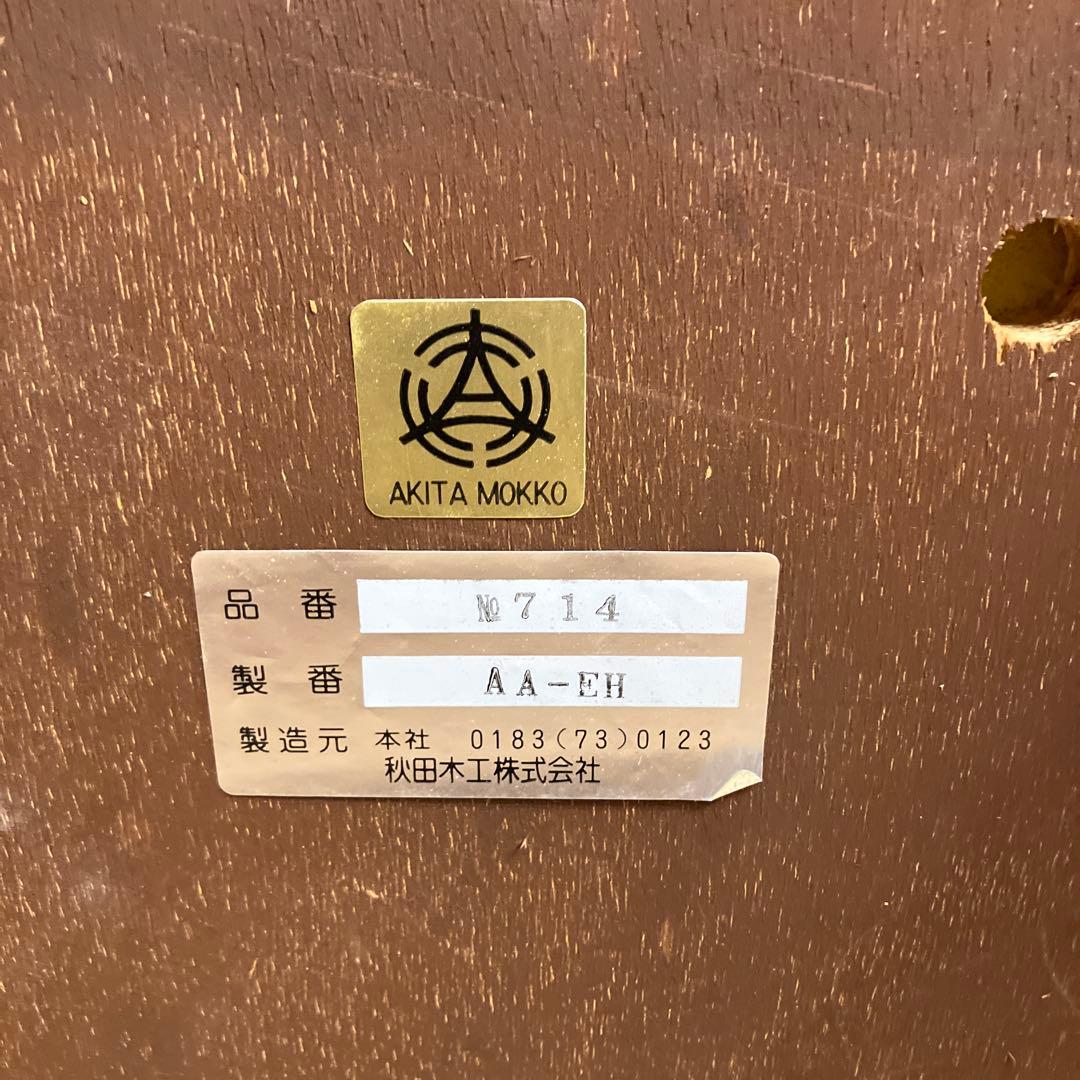 AKITA MOKKO
品番 №714
製番 AA-EH
製造元 本社 0183(73)0123
秋田木工株式会社